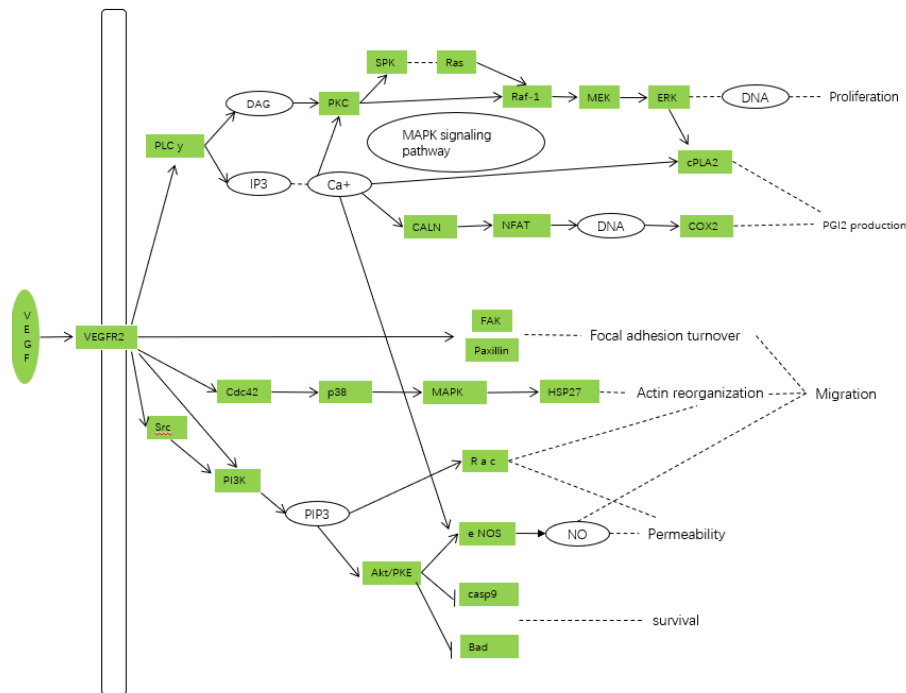 SPK
Ras
DAG
PKC
Raf-1
MEK
ERK
DNA
Proliferation
PLC y
MAPK signaling
pathway
cPLA2
IP3
Ca+
CALN
NFAT
DNA
COX2
PGI2 production
V
E
G
F
VEGFR2
FAK
Paxillin
Focal adhesion turnover
Cdc42
p38
MAPK
HSP27
Actin reorganization
Migration
Src
PI3K
R a c
PIP3
e NOS
NO
Permeability
Akt/PKE
casp9
survival
Bad